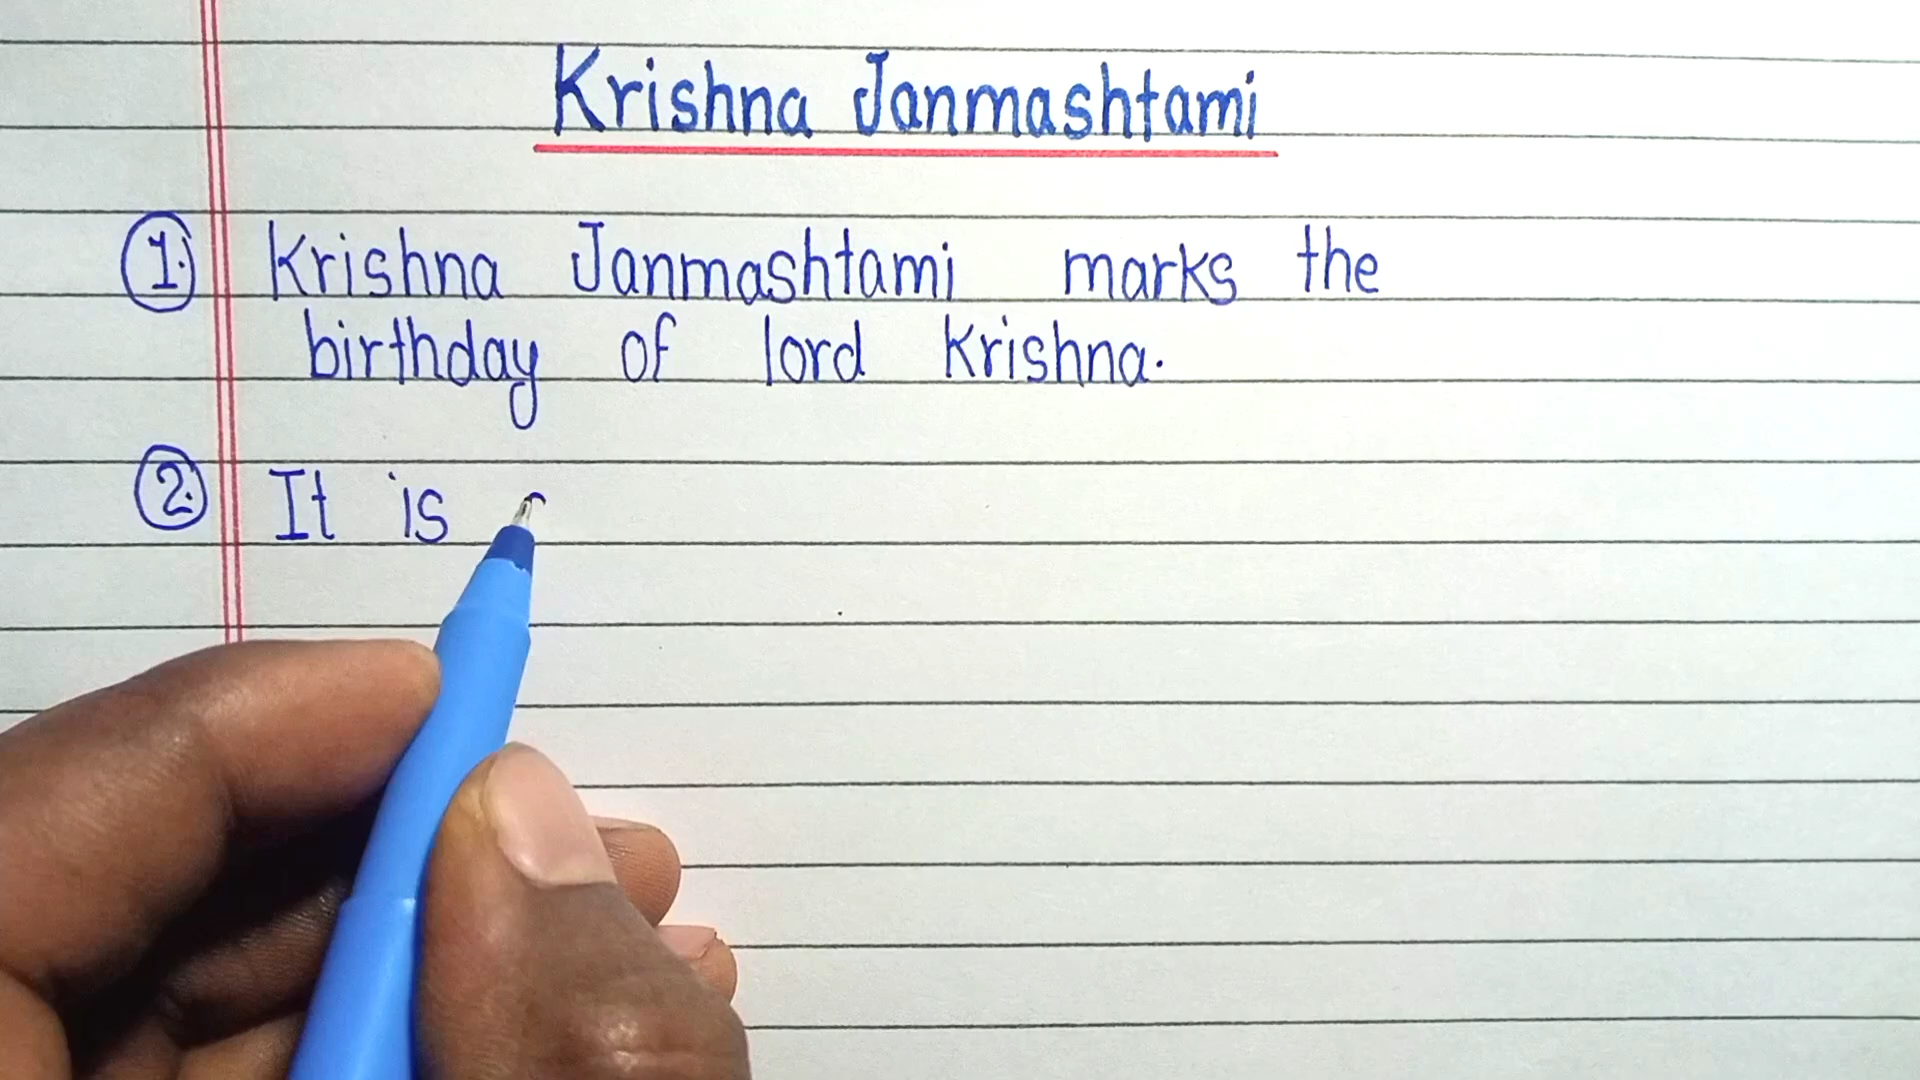 Krishna Janmashtami
1. Krishna Janmashtami marks the
birthday of lord Krishna.
2. It is